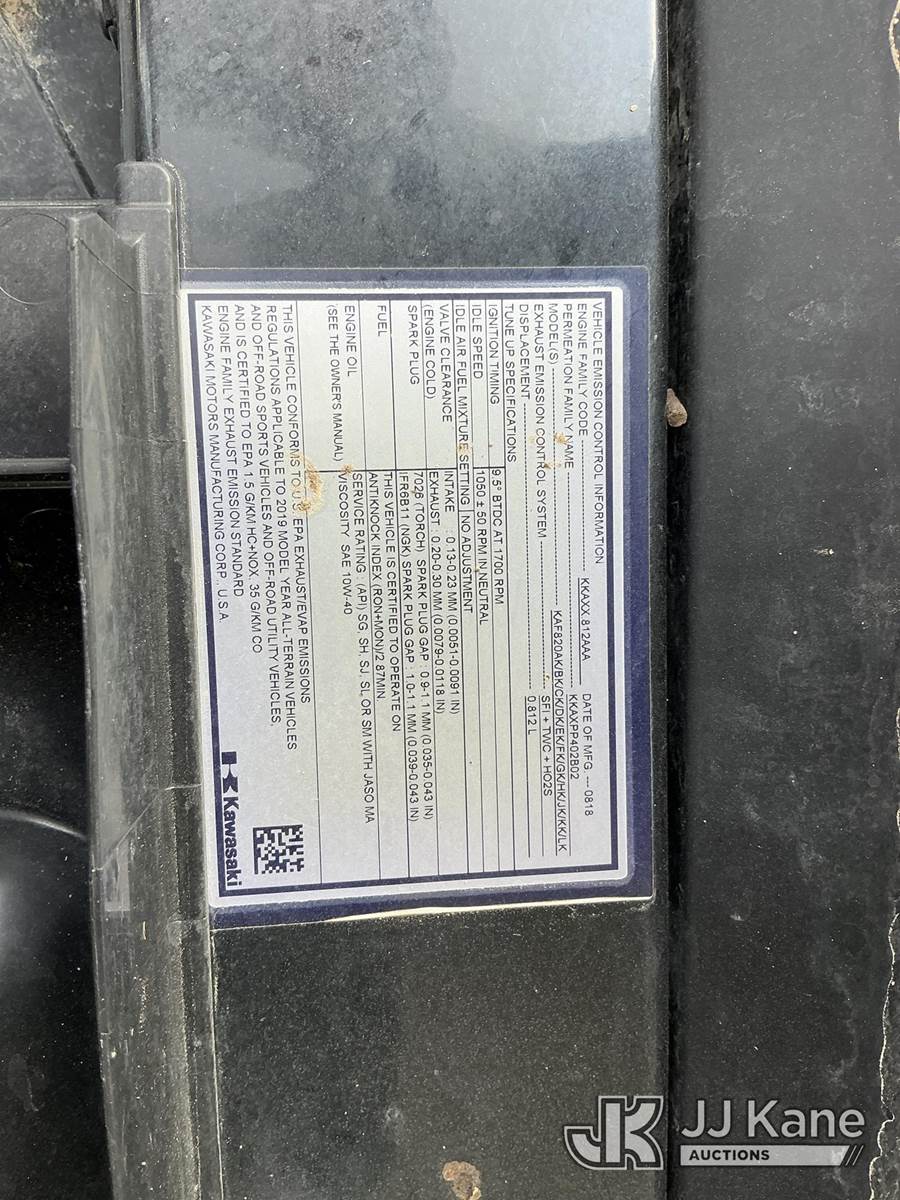 VEHICLE EMISSION CONTROL INFORMATION
ENGINE FAMILY CODE KKAXX.812AAA DATE OF MFG. --- 0818
PERMEATION FAMILY NAME KKAXPP402B02
MODEL(S) KAF820AK/BK/CK/DK/EK/FK/GK/HK/JK/KK/LK
EXHAUST EMISSION CONTROL SYSTEM SFI + TWC + HO2S
DISPLACEMENT 0.812 L
TUNE UP SPECIFICATIONS
IGNITION TIMING 9.5° BTDC AT 1700 RPM
IDLE SPEED 1050 ± 50 RPM IN NEUTRAL
IDLE AIR FUEL MIXTURE SETTING NO ADJUSTMENT
VALVE CLEARANCE INTAKE : 0.13-0.23 MM (0.0051-0.0091 IN)
(ENGINE COLD) EXHAUST : 0.20-0.30 MM (0.0079-0.0118 IN)
SPARK PLUG 7028 (TORCH) SPARK PLUG GAP : 0.9-1.1 MM (0.035-0.043 IN)
IFR6B11 (NGK) SPARK PLUG GAP : 1.0-1.1 MM (0.039-0.043 IN)
FUEL THIS VEHICLE IS CERTIFIED TO OPERATE ON
ANTIKNOCK INDEX (RON+MON)/2 87MIN.
ENGINE OIL SERVICE RATING : (API) SG, SH, SJ, SL OR SM WITH JASO MA
(SEE THE OWNER'S MANUAL) VISCOSITY SAE 10W-40
THIS VEHICLE CONFORMS TO U.S. EPA EXHAUST/EVAP EMISSIONS
REGULATIONS APPLICABLE TO 2019 MODEL YEAR ALL-TERRAIN VEHICLES
AND OFF-ROAD SPORTS VEHICLES AND OFF-ROAD UTILITY VEHICLES,
AND IS CERTIFIED TO EPA 1.5 G/KM HC+NOX, 35 G/KM CO
ENGINE FAMILY EXHAUST EMISSION STANDARD
KAWASAKI MOTORS MANUFACTURING CORP., U.S.A.
Kawasaki
JK JJ Kane
AUCTIONS